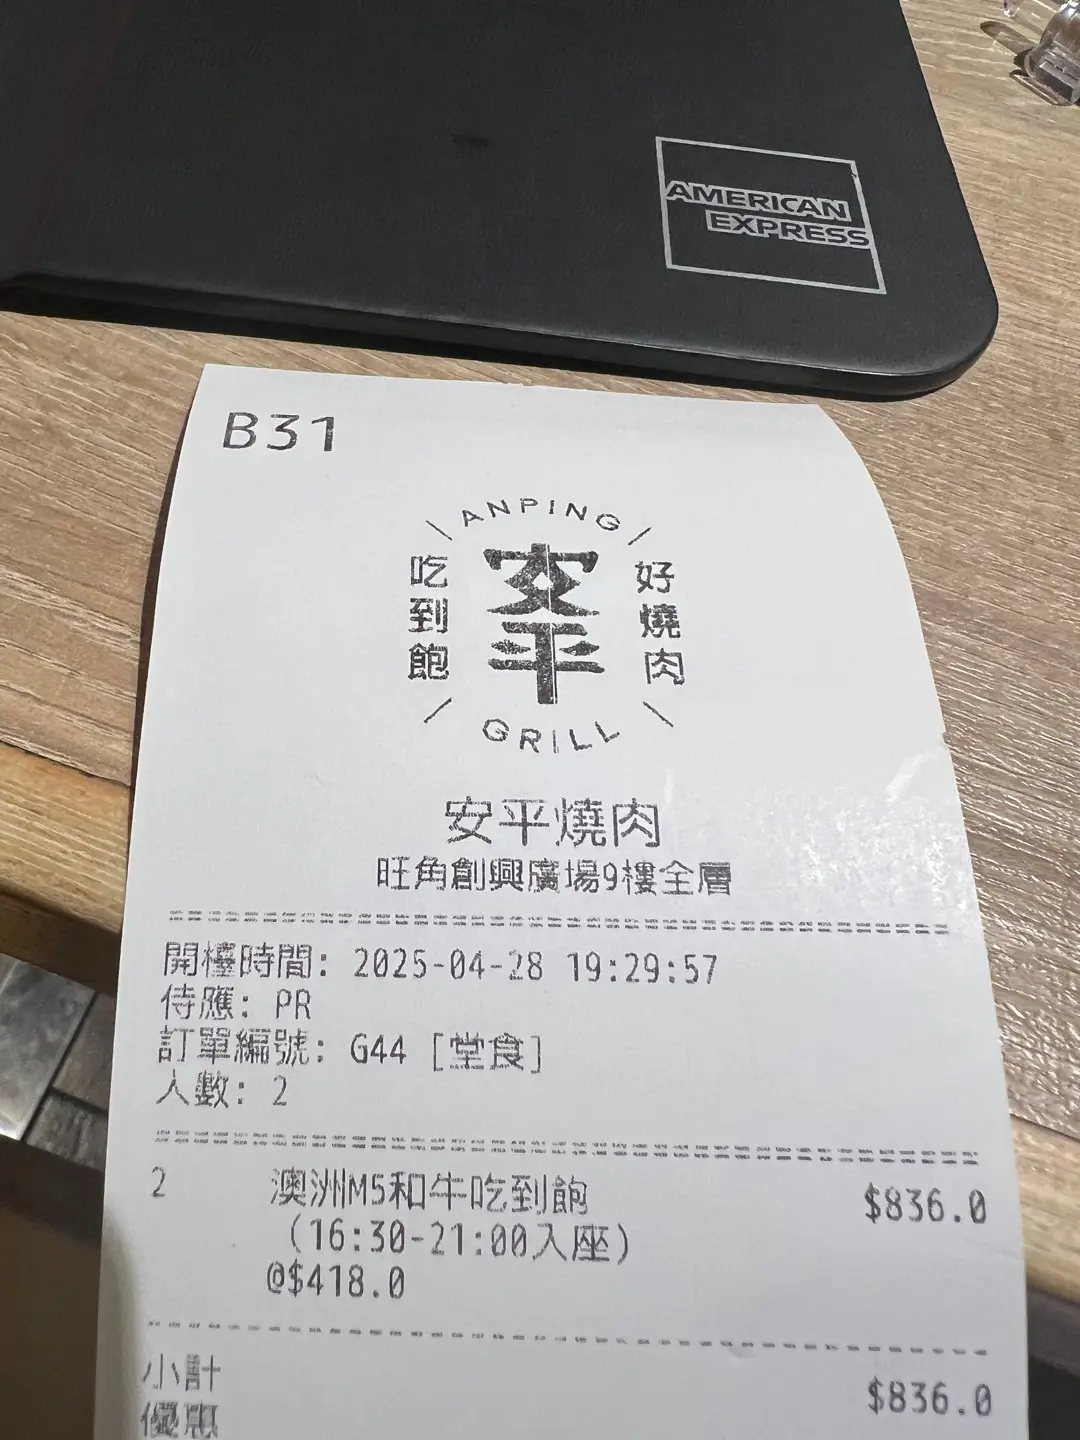 AMERICAN
EXPRESS
B31
ANPING
吃到飽
安平
好燒肉
GRILL
安平燒肉
旺角創興廣場9樓全層
開檯時間: 2025-04-28 19:29:57
侍應: PR
訂單編號: G44 [堂食]
人數: 2
2 澳洲M5和牛吃到飽 $836.0
(16:30-21:00入座)
@$418.0
小計 $836.0
優惠